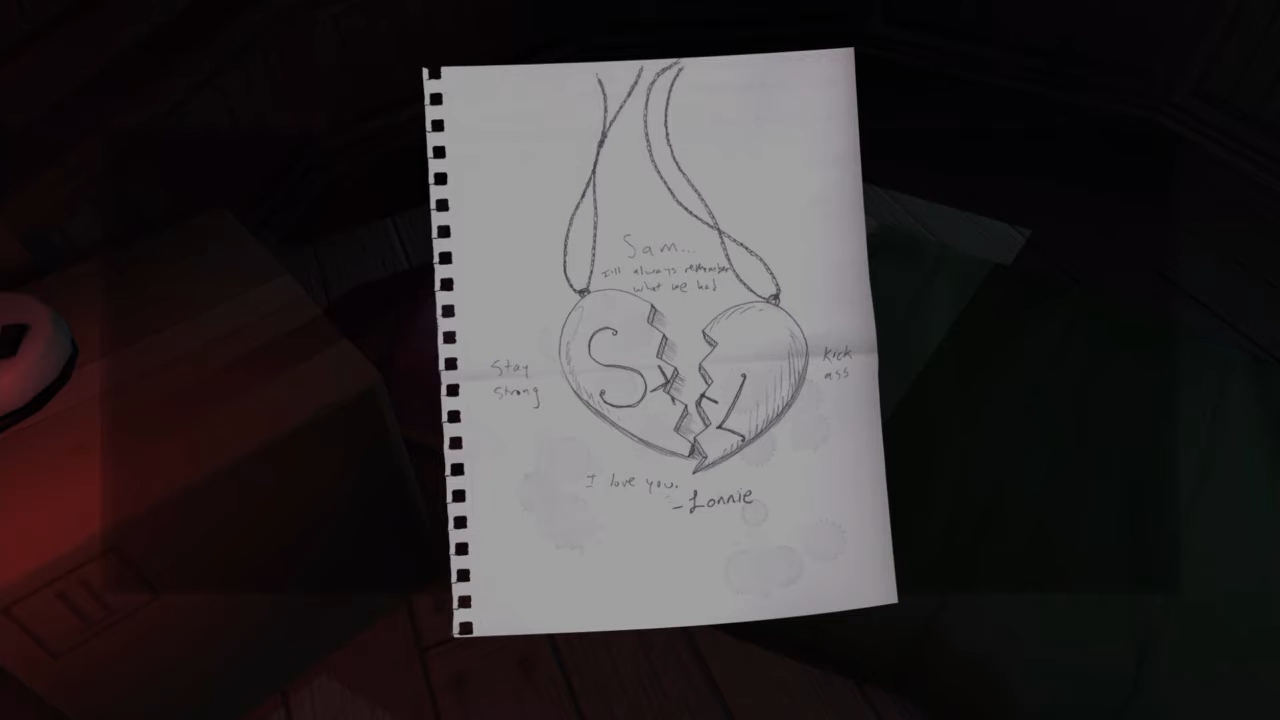 Sam...
I'll always remember
what we had
S + L
Stay
strong
Kick
ass
I love you.
-Lonnie